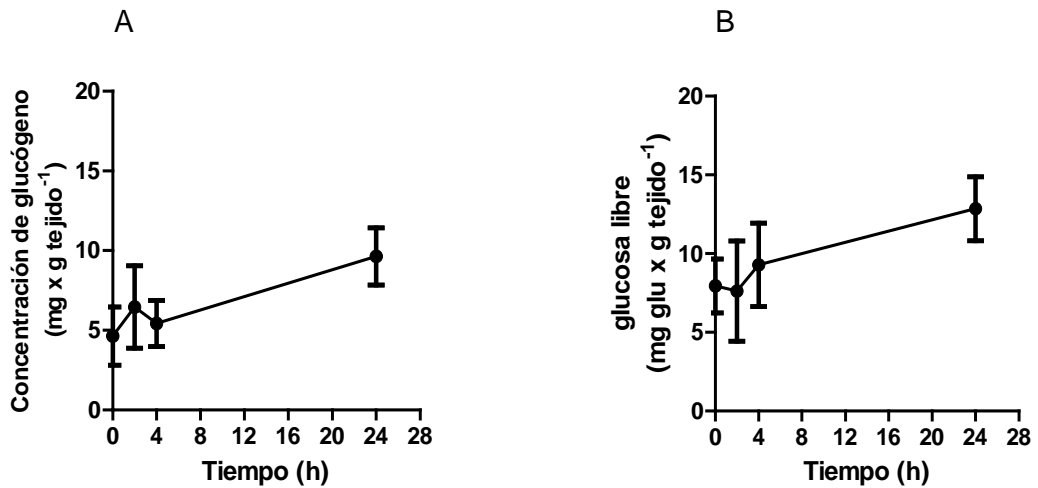 A
Concentración de glucógeno
(mg x g tejido⁻¹)
20
15
10
5
0
0 4 8 12 16 20 24 28
Tiempo (h)
B
glucosa libre
(mg glu x g tejido⁻¹)
20
15
10
5
0
0 4 8 12 16 20 24 28
Tiempo (h)